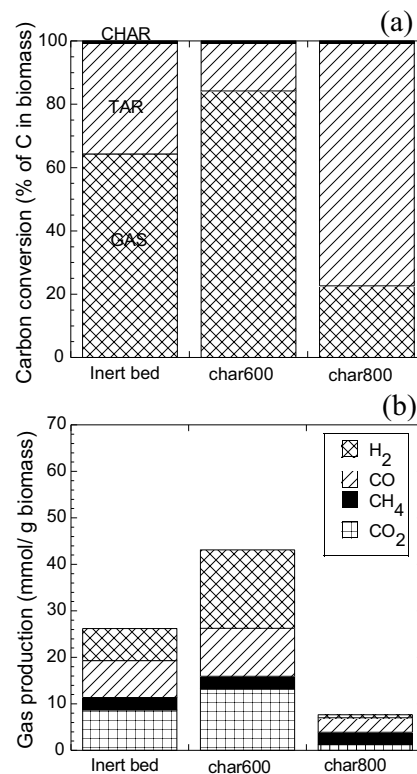 (a)
100
CHAR
80
TAR
60
40
GAS
20
0
Carbon conversion (% of C in biomass)
Inert bed char600 char800
(b)
70
60
50
40
30
20
10
0
Gas production (mmol/ g biomass)
H2
CO
CH4
CO2
Inert bed char600 char800